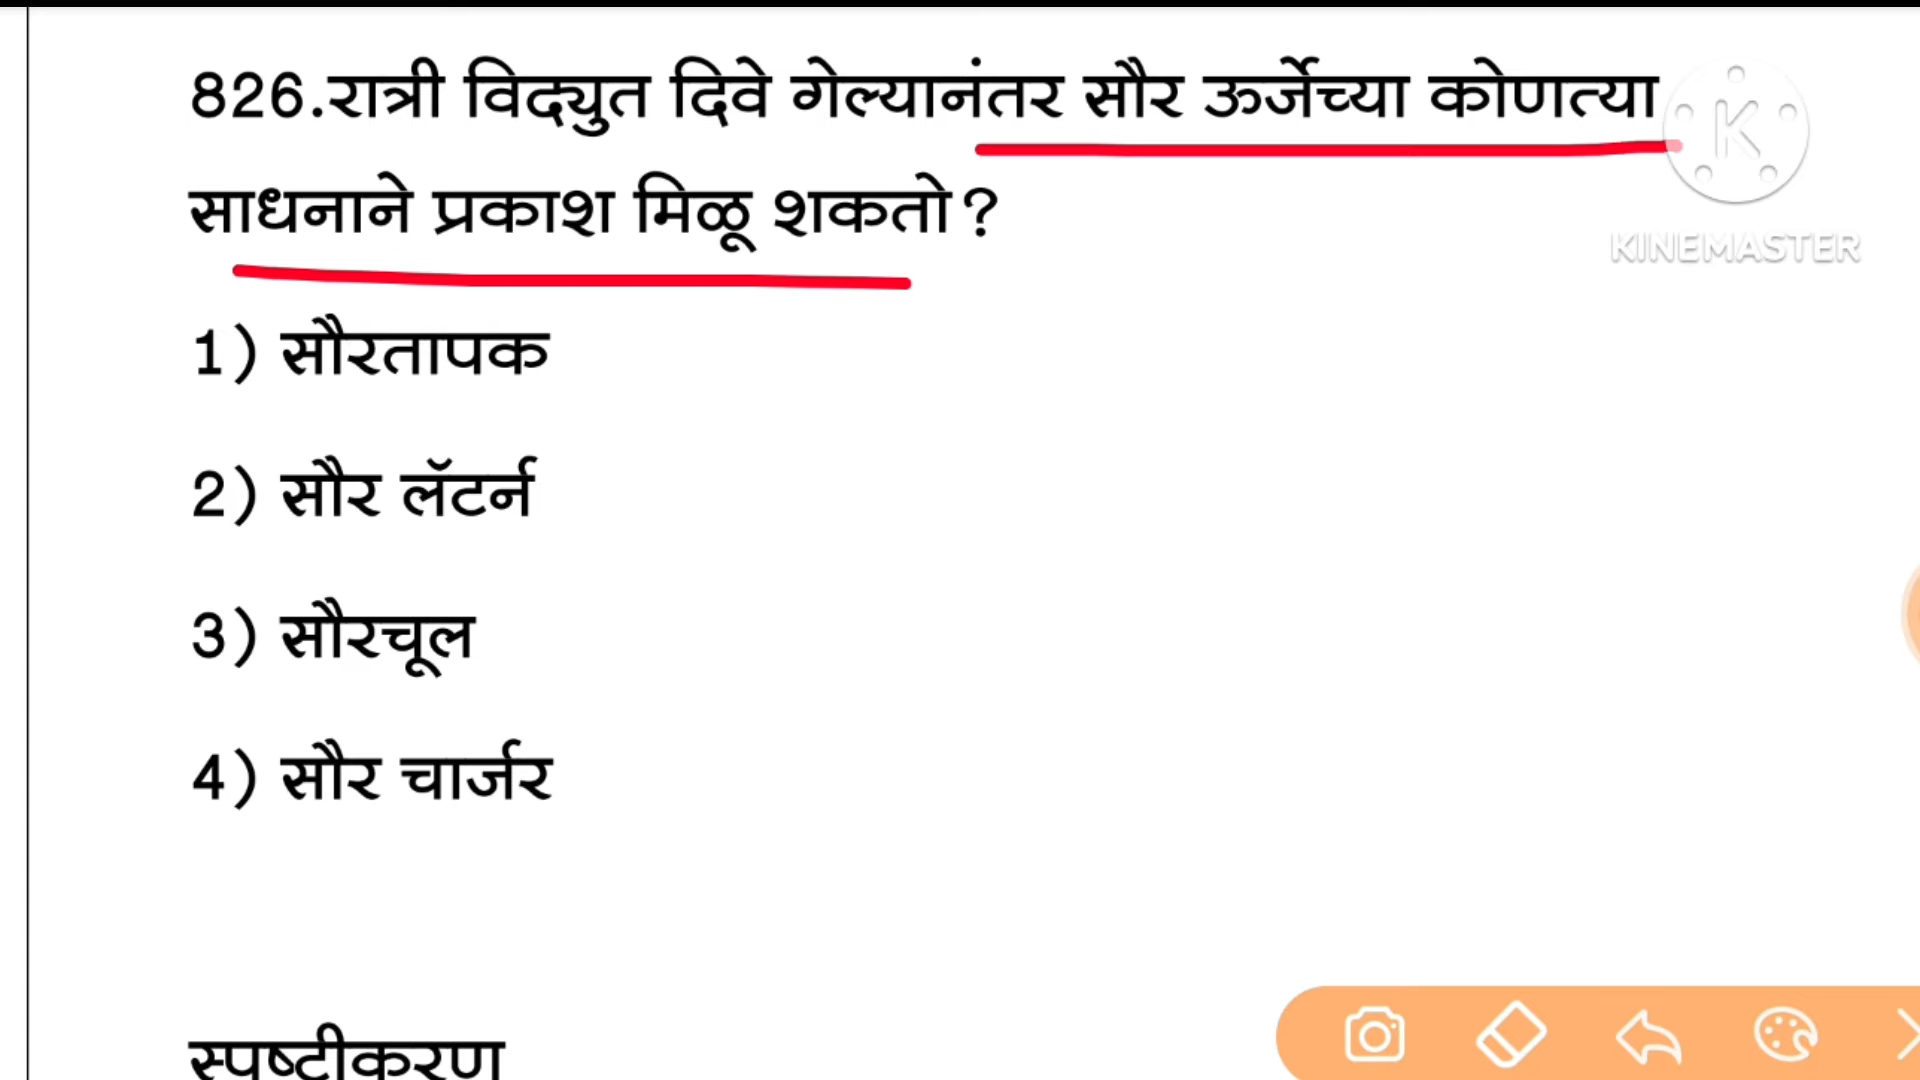 826.रात्री विद्युत दिवे गेल्यानंतर सौर ऊर्जेच्या कोणत्या
साधनाने प्रकाश मिळू शकतो?
K
KINEMASTER
1) सौरतापक
2) सौर लॅटर्न
3) सौरचूल
4) सौर चार्जर
स्पष्टीकरण